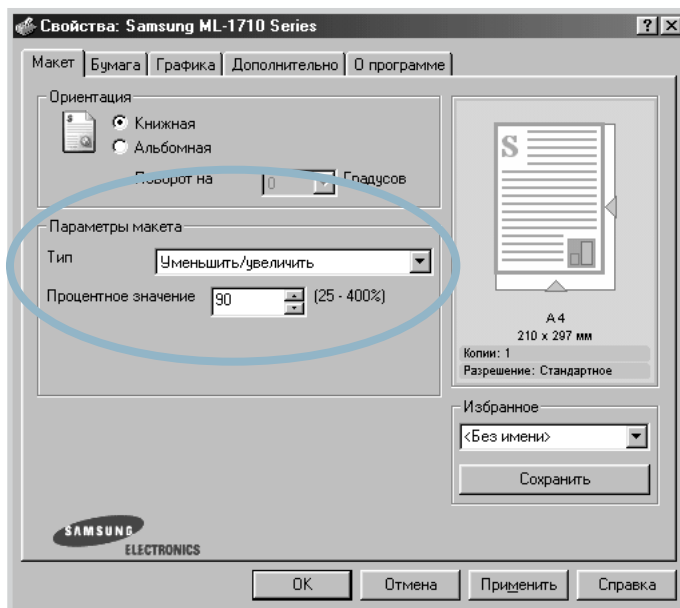 Свойства: Samsung ML-1710 Series
Макет Бумага Графика Дополнительно О программе
Ориентация
Книжная
Альбомная
Поворот на 0 Градусов
Параметры макета
Тип Уменьшить/увеличить
Процентное значение 90 (25 - 400%)
S
A4
210 x 297 мм
Копии: 1
Разрешение: Стандартное
Избранное
<Без имени>
Сохранить
SAMSUNG
ELECTRONICS
OK Отмена Применить Справка